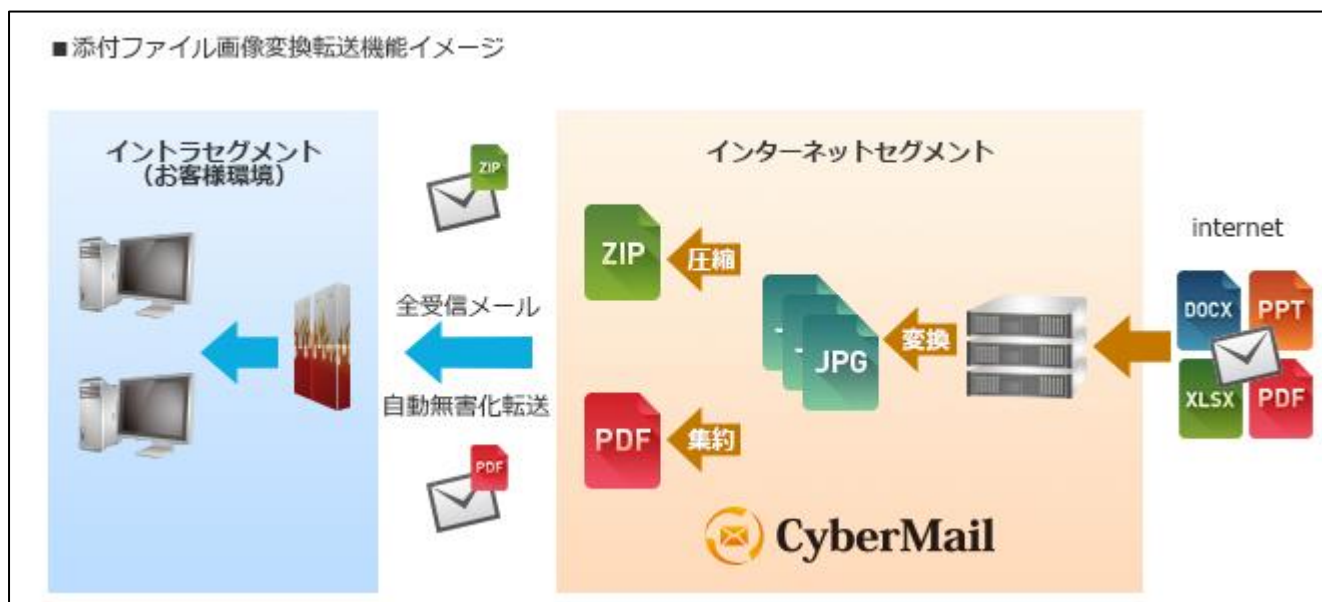 ■添付ファイル画像変換転送機能イメージ
イントラセグメント
（お客様環境）
ZIP
全受信メール
自動無害化転送
PDF
インターネットセグメント
ZIP
圧縮
JPG
変換
PDF
集約
CyberMail
internet
DOCX
PPT
XLSX
PDF